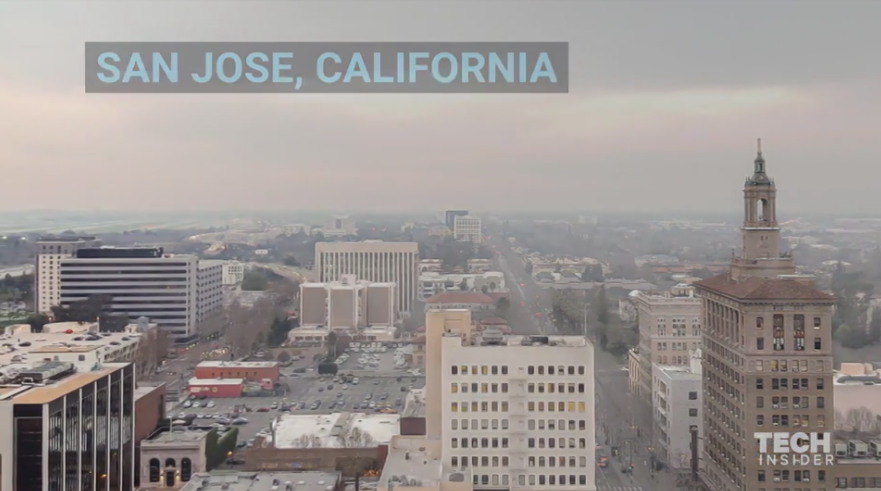 SAN JOSE, CALIFORNIA
TECH
INSIDER